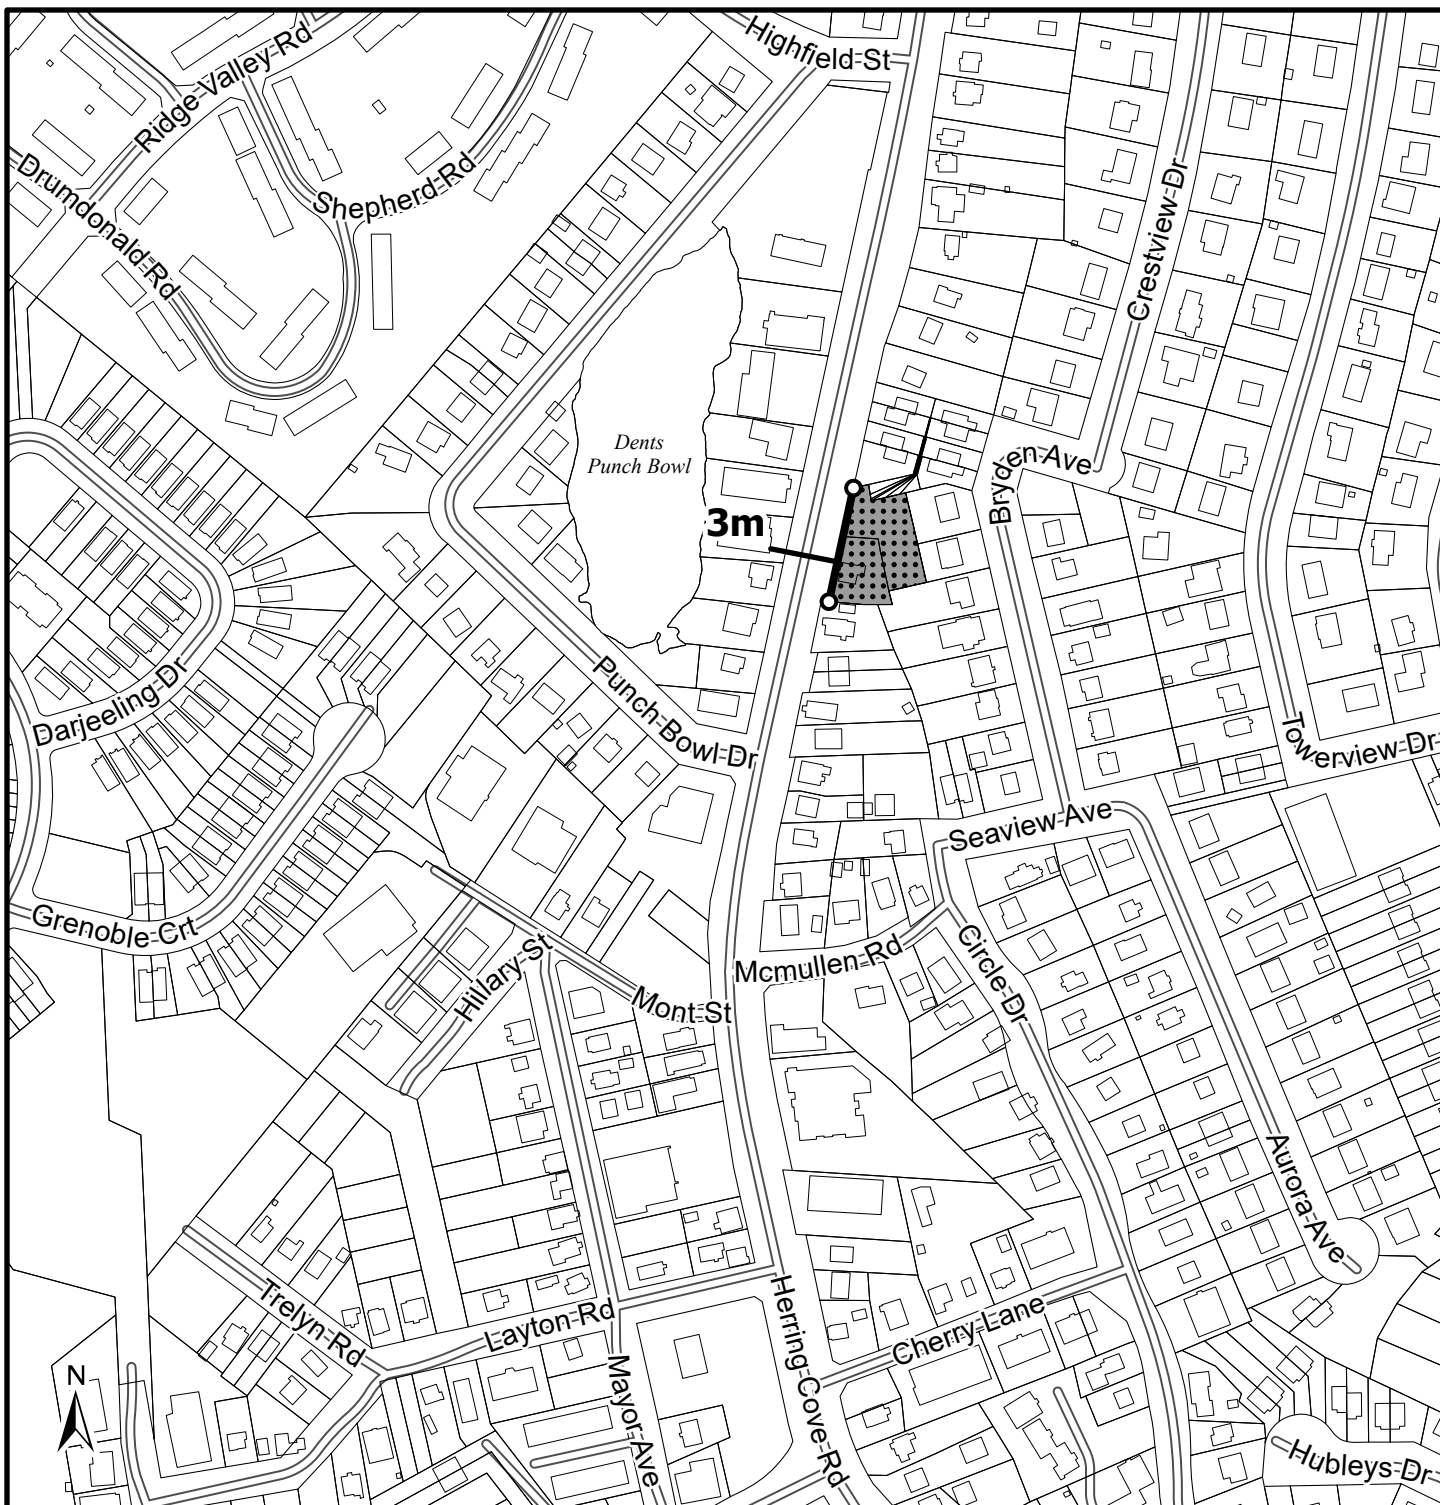 Highfield St
Ridge Valley Rd
Shepherd Rd
Drumdonald Rd
Crestview Dr
Dents
Punch Bowl
Bryden Ave
3m
Punch Bowl Dr
Darjeeling Dr
Towerview Dr
Seaview Ave
Grenoble Crt
Mcmullen Rd
Circle Dr
Hillary St
Mont St
Aurora Ave
Trelyn Rd
Layton Rd
Herring Cove Rd
Cherry Lane
Mayor Ave
N
Hubleys Dr